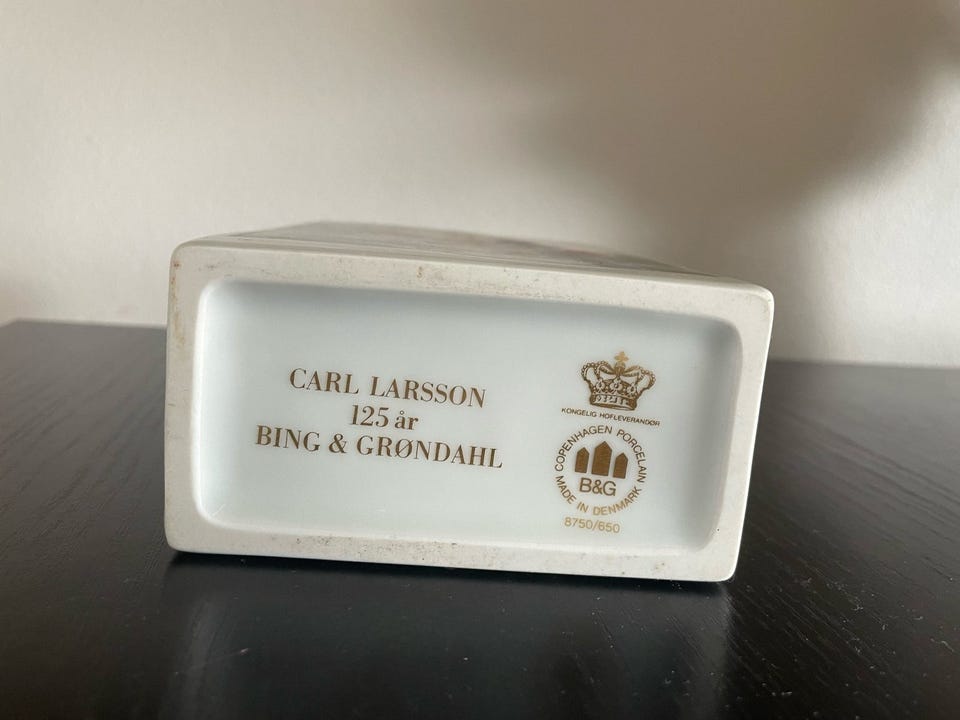 CARL LARSSON
125 år
BING & GRØNDAHL
KONGELIG HOFLEVERANDØR
COPENHAGEN PORCELAIN
B&G
MADE IN DENMARK
8750/650